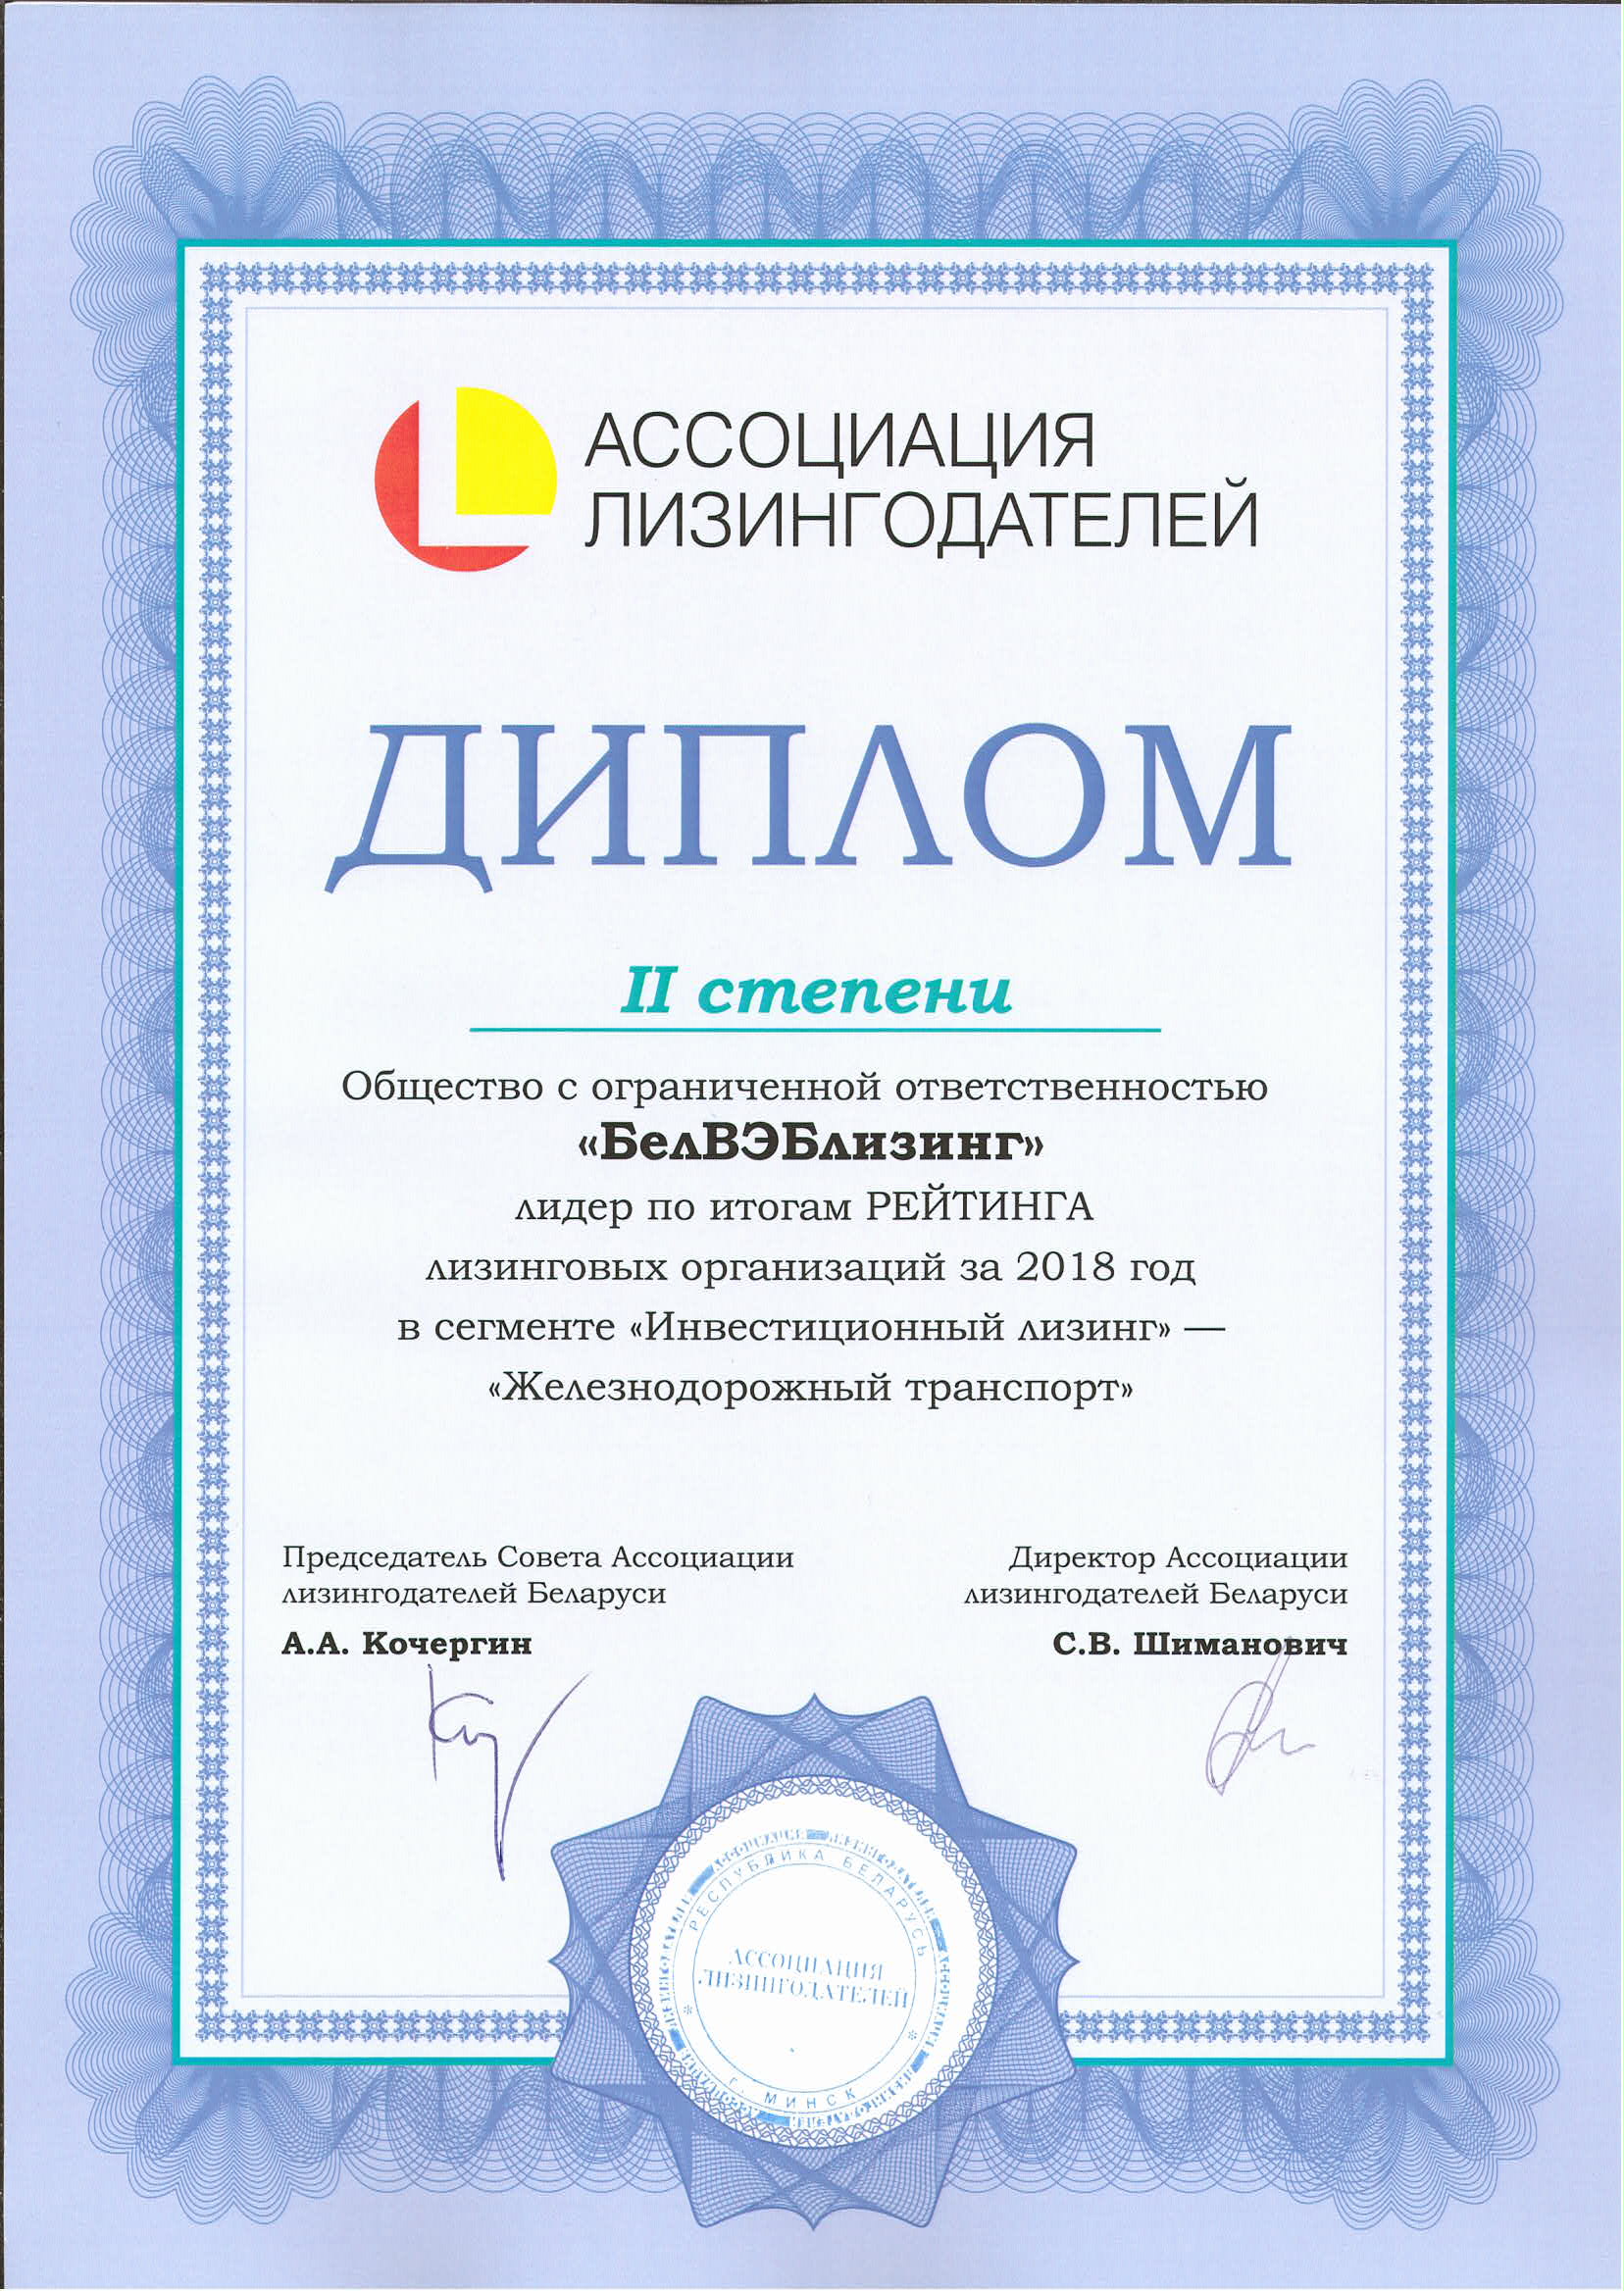 АССОЦИАЦИЯ
ЛИЗИНГОДАТЕЛЕЙ
ДИПЛОМ
II степени
Общество с ограниченной ответственностью
«БелВЭБлизинг»
лидер по итогам РЕЙТИНГА
лизинговых организаций за 2018 год
в сегменте «Инвестиционный лизинг» —
«Железнодорожный транспорт»
Председатель Совета Ассоциации
лизингодателей Беларуси
А.А. Кочергин
Директор Ассоциации
лизингодателей Беларуси
С.В. Шиманович
РЕСПУБЛИКА БЕЛАРУСЬ
АССОЦИАЦИЯ
ЛИЗИНГОДАТЕЛЕЙ
г. МИНСК